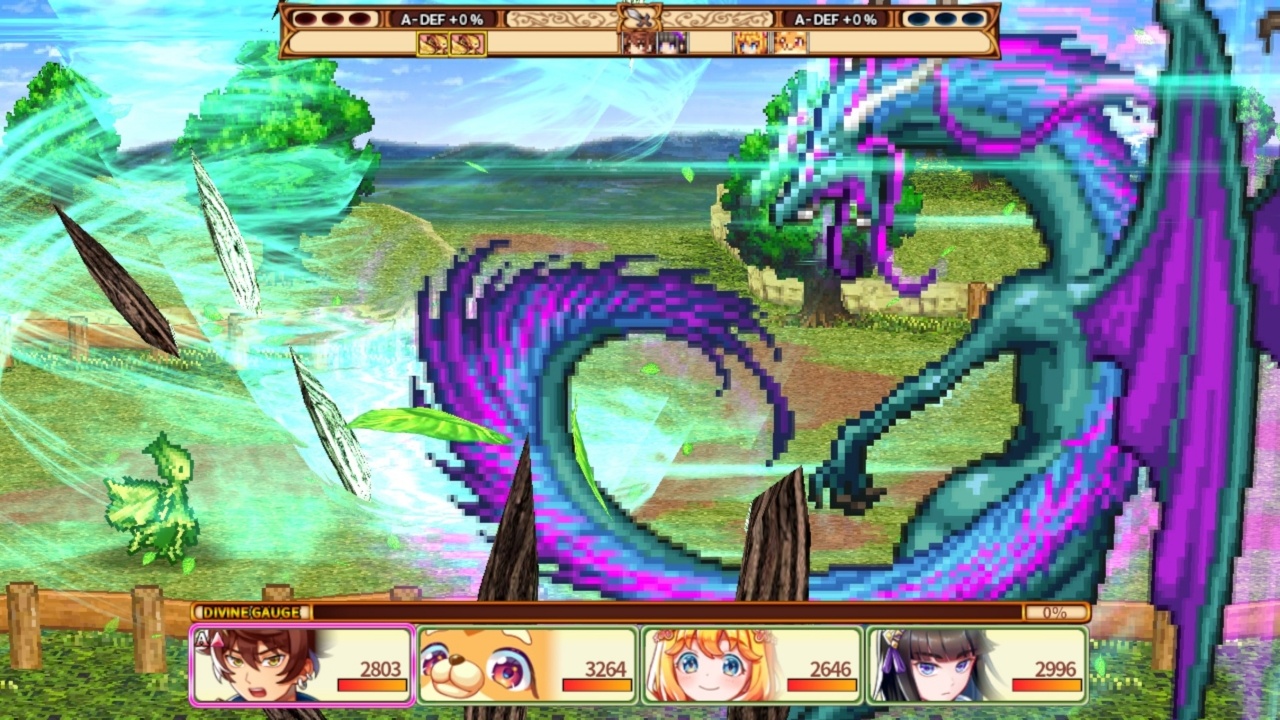 A-DEF +0 %
A-DEF +0 %
DIVINE GAUGE
0%
A
2803
3264
2646
2996